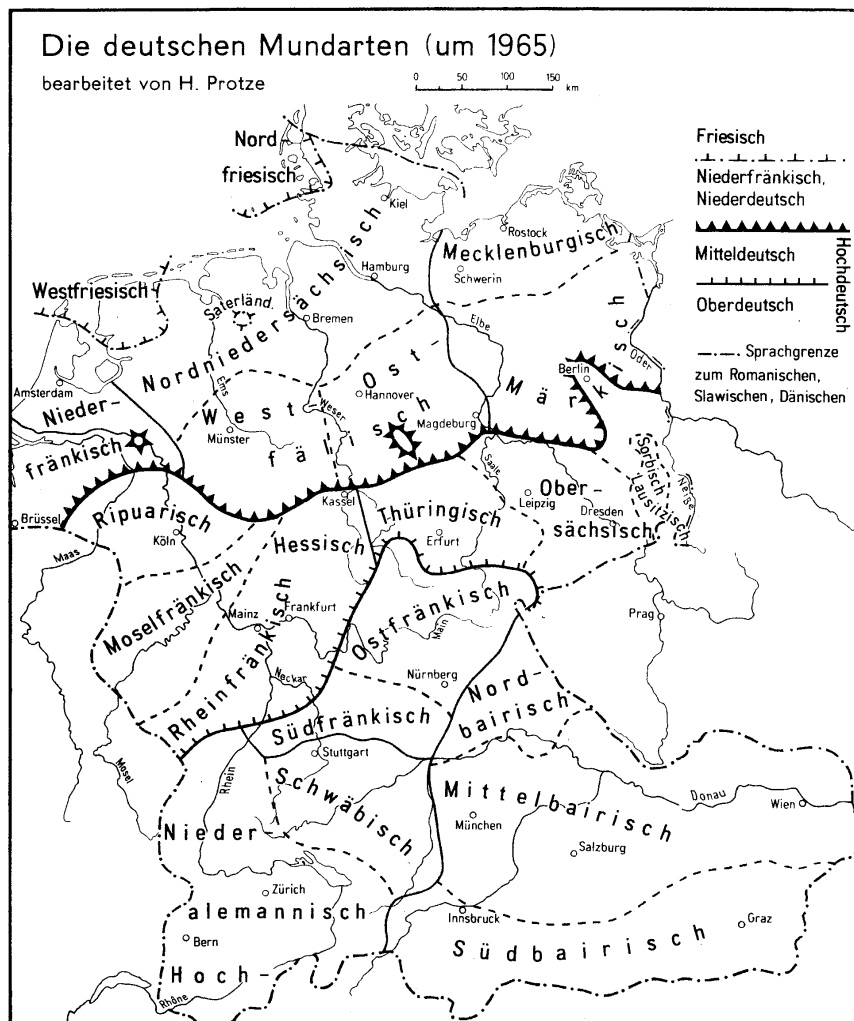 Die deutschen Mundarten (um 1965)
bearbeitet von H. Protze
0 50 100 150
km
Friesisch
Niederfränkisch,
Niederdeutsch
Mitteldeutsch
Oberdeutsch
Hochdeutsch
Sprachgrenze
zum Romanischen,
Slawischen, Dänischen
Nord-
friesisch
Kiel
Rostock
Mecklenburgisch
Schwerin
Hamburg
Westfriesisch
Saterländ.
Bremen
Nordniedersächsisch
Elbe
Oder
Berlin
Märkisch
Amsterdam
Ems
Hannover
Ost-
Nieder-
West-
Weser
Magdeburg
Münster
fälisch
fränkisch
Saale
Sorbisch
Lausitzisch
Neiße
Brüssel
Ripuarisch
Kassel
Thüringisch
Leipzig
Ober-
Dresden
sächsisch
Köln
Hessisch
Erfurt
Maas
Moselfränkisch
Mainz
Frankfurt
Ostfränkisch
Main
Prag
Rheinfränkisch
Neckar
Nürnberg
Nord-
bairisch
Südfränkisch
Stuttgart
Mosel
Rhein
Schwäbisch
Mittelbairisch
Donau
Wien
München
Nieder-
Salzburg
Zürich
alemannisch
Innsbruck
Graz
Bern
Südbairisch
Hoch-
Rhône